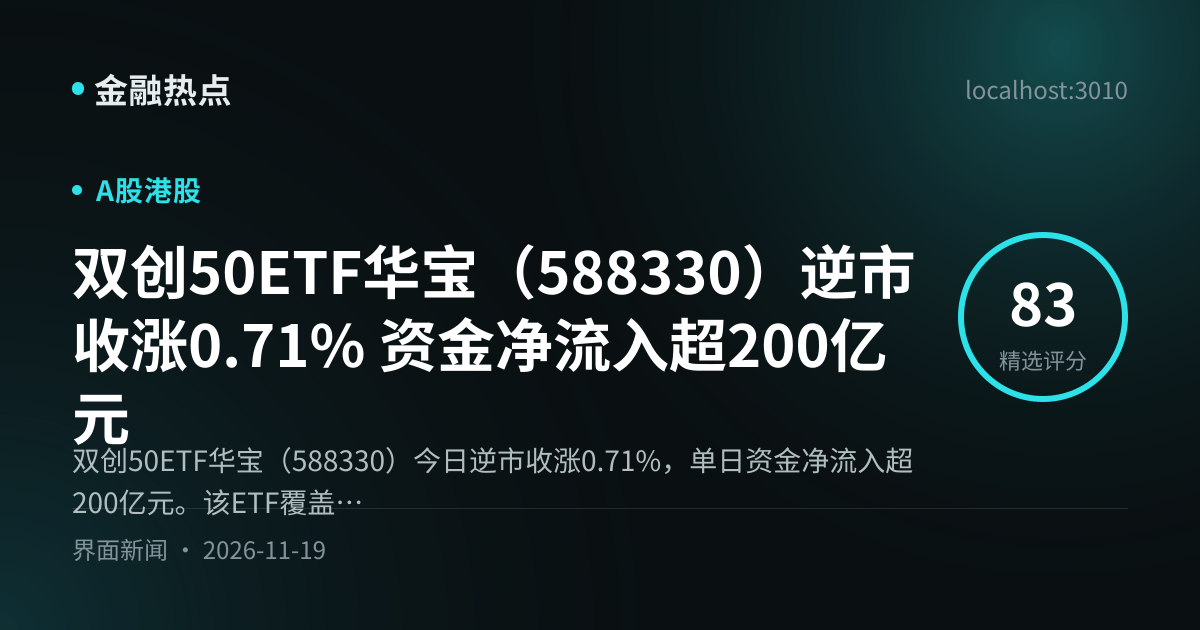 金融热点
localhost:3010
A股港股
双创50ETF华宝（588330）逆市
收涨0.71% 资金净流入超200亿
元
83
精选评分
双创50ETF华宝（588330）今日逆市收涨0.71%，单日资金净流入超
200亿元。该ETF覆盖…
界面新闻 · 2026-11-19